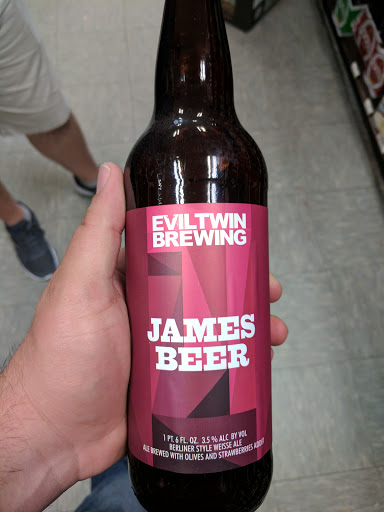 EVILTWIN
BREWING
JAMES
BEER
1 PT. 6 FL. OZ. 3.5 % ALC BY VOL
BERLINER STYLE WEISSE ALE
ALE BREWED WITH OLIVES AND STRAWBERRIES ADDED